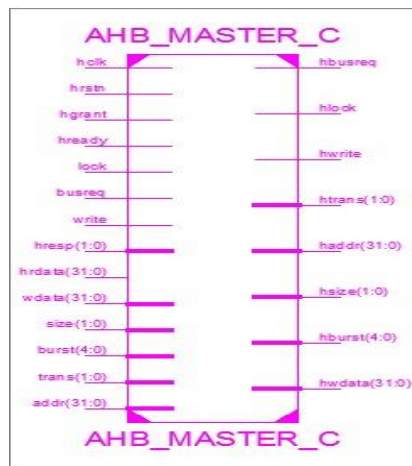 AHB_MASTER_C
hclk
hrstn
hgrant
hready
lock
busreq
write
hresp(1:0)
hrdata(31:0)
wdata(31:0)
size(1:0)
burst(4:0)
trans(1:0)
addr(31:0)
hbusreq
hlock
hwrite
htrans(1:0)
haddr(31:0)
hsize(1:0)
hburst(4:0)
hwdata(31:0)
AHB_MASTER_C